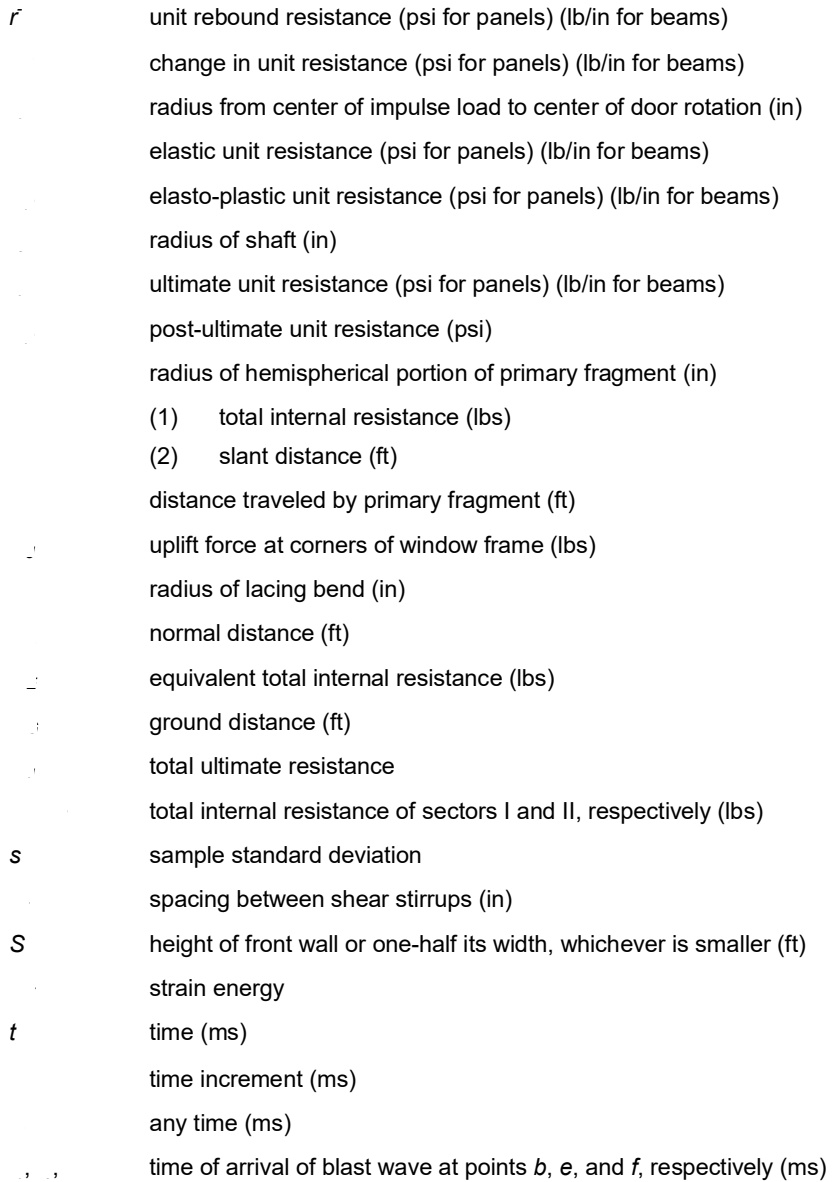 r⁻ unit rebound resistance (psi for panels) (lb/in for beams)
change in unit resistance (psi for panels) (lb/in for beams)
radius from center of impulse load to center of door rotation (in)
elastic unit resistance (psi for panels) (lb/in for beams)
elasto-plastic unit resistance (psi for panels) (lb/in for beams)
radius of shaft (in)
ultimate unit resistance (psi for panels) (lb/in for beams)
post-ultimate unit resistance (psi)
radius of hemispherical portion of primary fragment (in)
(1) total internal resistance (lbs)
(2) slant distance (ft)
distance traveled by primary fragment (ft)
uplift force at corners of window frame (lbs)
radius of lacing bend (in)
normal distance (ft)
equivalent total internal resistance (lbs)
ground distance (ft)
total ultimate resistance
total internal resistance of sectors I and II, respectively (lbs)
s sample standard deviation
spacing between shear stirrups (in)
S height of front wall or one-half its width, whichever is smaller (ft)
strain energy
t time (ms)
time increment (ms)
any time (ms)
, , time of arrival of blast wave at points b, e, and f, respectively (ms)